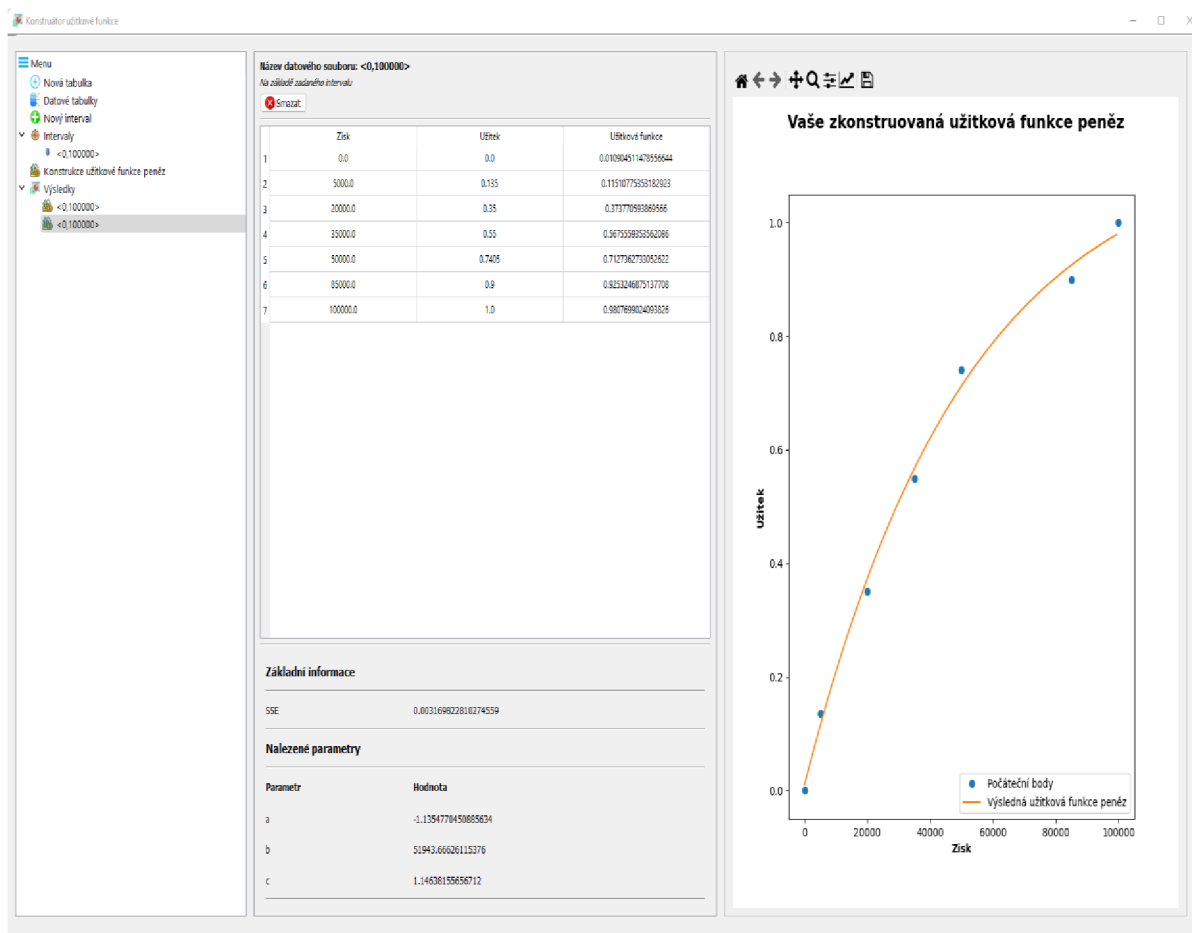 Konstruátor užitkové funkce
Menu
Nová tabulka
Datové tabulky
Nový interval
Intervaly
<0,100000>
Konstrukce užitkové funkce peněz
Výsledky
<0,100000>
<0,100000>
Název datového souboru: <0,100000>
Na základě zadaného intervalu
Smazat
Zisk Užitek Užitková funkce
1 0.0 0.0 0.010904511478556644
2 5000.0 0.135 0.11510775353182923
3 20000.0 0.35 0.373770593869566
4 35000.0 0.55 0.5675559353562086
5 50000.0 0.7405 0.7127362733052622
6 85000.0 0.9 0.9253246875137708
7 100000.0 1.0 0.9807699024093826
Základní informace
SSE 0.003169822810274559
Nalezené parametry
Parametr Hodnota
a -1.1354770450885634
b 51943.66626115376
c 1.14638155656712
Vaše zkonstruovaná užitková funkce peněz
1.0
0.8
0.6
0.4
0.2
0.0
Užitek
Počáteční body
Výsledná užitková funkce peněz
0 20000 40000 60000 80000 100000
Zisk